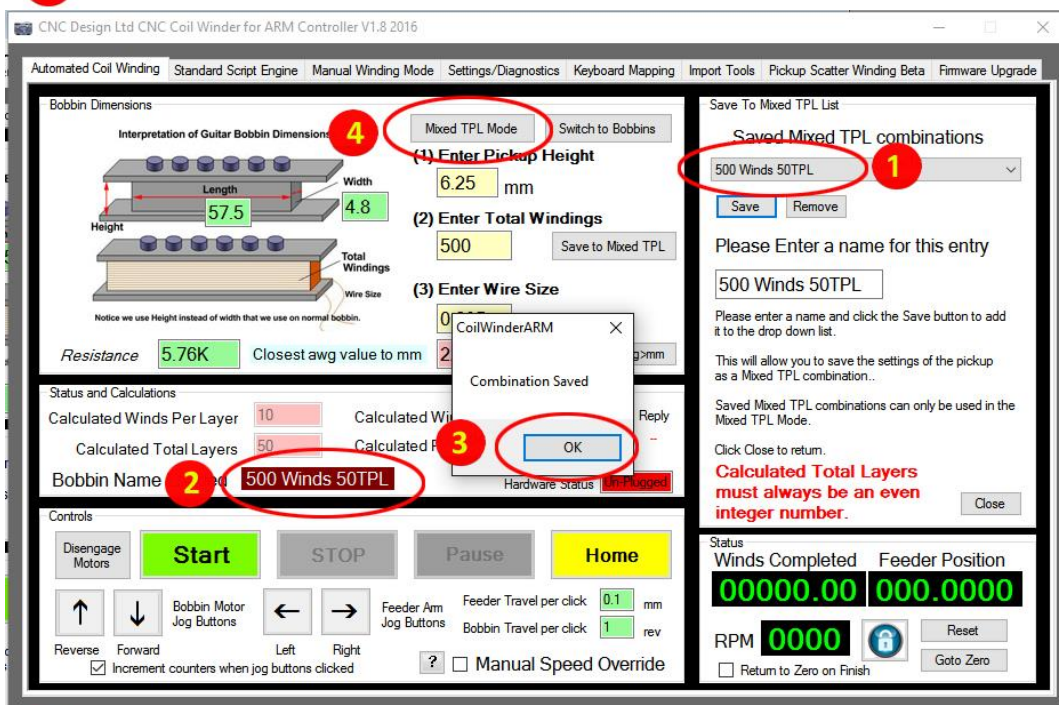 CNC Design Ltd CNC Coil Winder for ARM Controller V1.8 2016
Automated Coil Winding Standard Script Engine Manual Winding Mode Settings/Diagnostics Keyboard Mapping Import Tools Pickup Scatter Winding Beta Firmware Upgrade
Bobbin Dimensions
Interpretation of Guitar Bobbin Dimensions
4
Mixed TPL Mode
Switch to Bobbins
(1) Enter Pickup Height
6.25 mm
Width
4.8
Length
57.5
Height
(2) Enter Total Windings
500
Save to Mixed TPL
Total
Windings
Wire Size
(3) Enter Wire Size
Notice we use Height instead of width that we use on normal bobbin.
Resistance 5.76K Closest awg value to mm
g>mm
CoilWinderARM
Combination Saved
3
OK
Status and Calculations
Calculated Winds Per Layer 10
Calculated
Reply
--
Calculated Total Layers 50
Calculated
Bobbin Name
2
500 Winds 50TPL
Hardware Status Un-Plugged
Controls
Disengage
Motors
Start
STOP
Pause
Home
↑ ↓
Bobbin Motor
Jog Buttons
← →
Feeder Arm
Jog Buttons
Feeder Travel per click 0.1 mm
Bobbin Travel per click 1 rev
Reverse Forward
Left Right
Increment counters when jog buttons clicked
?
Manual Speed Override
Save To Mixed TPL List
Saved Mixed TPL combinations
500 Winds 50TPL
1
Save Remove
Please Enter a name for this entry
500 Winds 50TPL
Please enter a name and click the Save button to add
it to the drop down list.
This will allow you to save the settings of the pickup
as a Mixed TPL combination..
Saved Mixed TPL combinations can only be used in the
Mixed TPL Mode.
Click Close to return.
Calculated Total Layers
must always be an even
integer number.
Close
Status
Winds Completed Feeder Position
00000.00 000.0000
RPM 0000
Reset
Goto Zero
Return to Zero on Finish